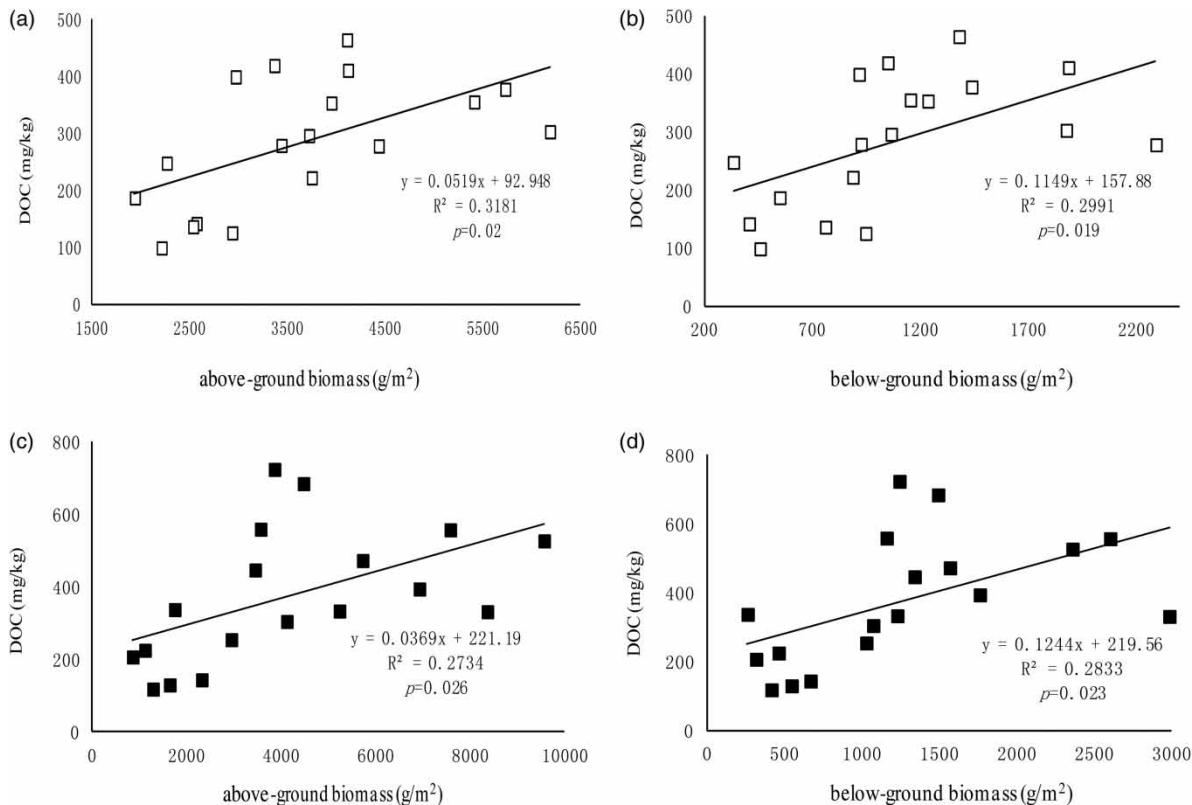 (a)
500
400
300
200
100
0
DOC (mg/kg)
y = 0.0519x + 92.948
R² = 0.3181
p=0.02
1500 2500 3500 4500 5500 6500
above-ground biomass (g/m²)
(b)
500
400
300
200
100
0
DOC (mg/kg)
y = 0.1149x + 157.88
R² = 0.2991
p=0.019
200 700 1200 1700 2200
below-ground biomass (g/m²)
(c)
800
600
400
200
0
DOC (mg/kg)
y = 0.0369x + 221.19
R² = 0.2734
p=0.026
0 2000 4000 6000 8000 10000
above-ground biomass (g/m²)
(d)
800
600
400
200
0
DOC (mg/kg)
y = 0.1244x + 219.56
R² = 0.2833
p=0.023
0 500 1000 1500 2000 2500 3000
below-ground biomass (g/m²)